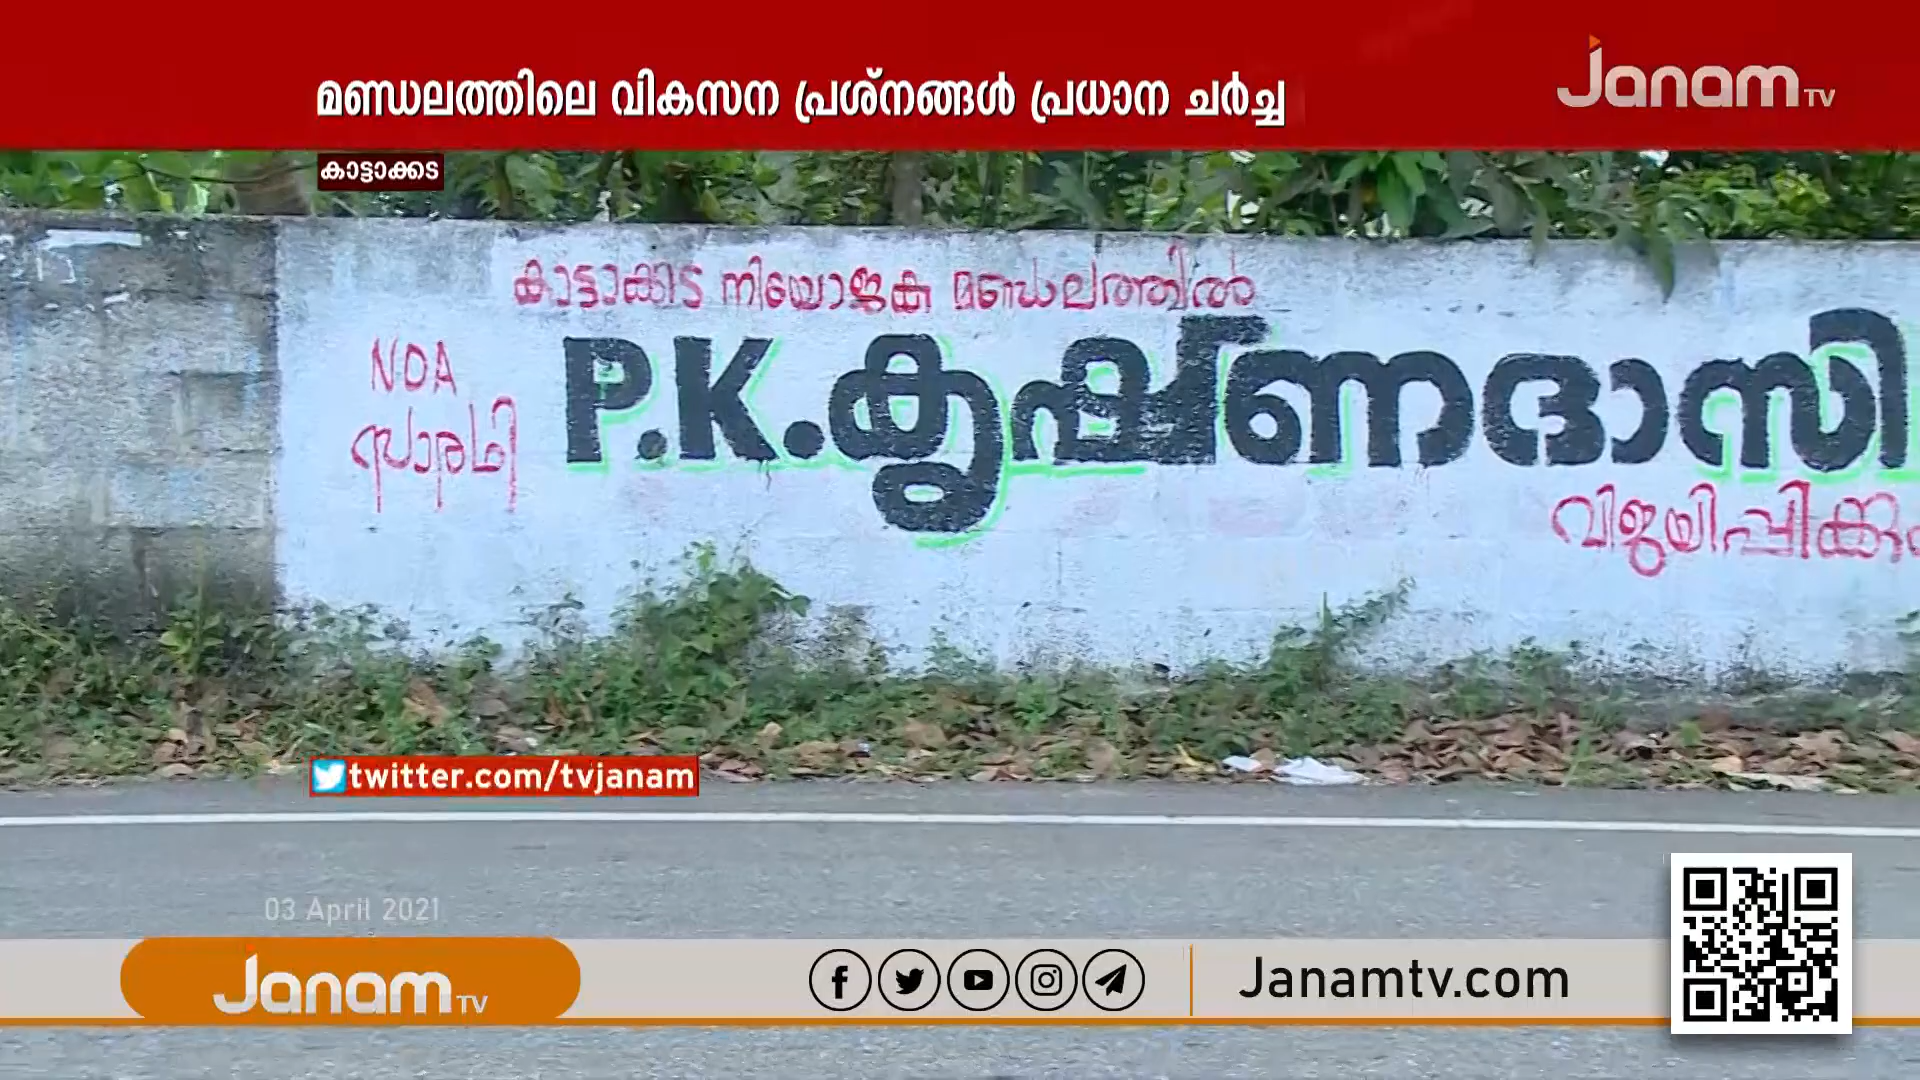 മണ്ഡലത്തിലെ വികസന പ്രശ്നങ്ങൾ പ്രധാന ചർച്ച
Janam TV
കാട്ടാക്കട
കാട്ടാക്കട നിയോജക മണ്ഡലത്തിൽ
NDA
സാരഥി
P.K.കൃഷ്ണദാസി
വിജയിപ്പിക്കു
twitter.com/tvjanam
03 April 2021
Janam TV
Janamtv.com